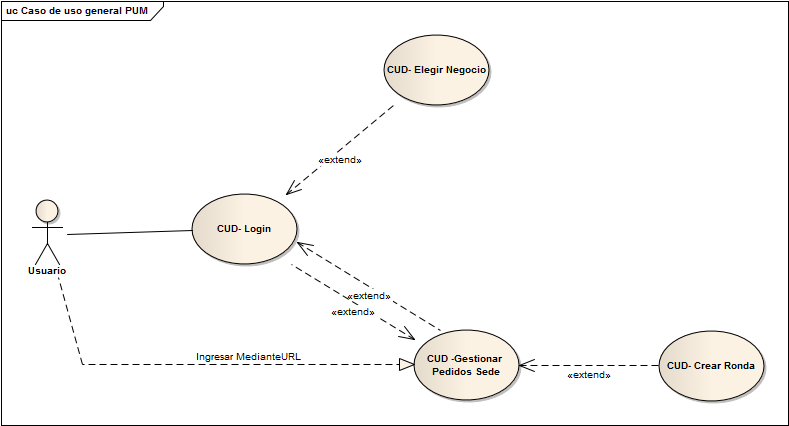 uc Caso de uso general PUM
CUD- Elegir Negocio
«extend»
CUD- Login
Usuario
«extend»
«extend»
Ingresar MedianteURL
CUD -Gestionar
Pedidos Sede
CUD- Crear Ronda
«extend»